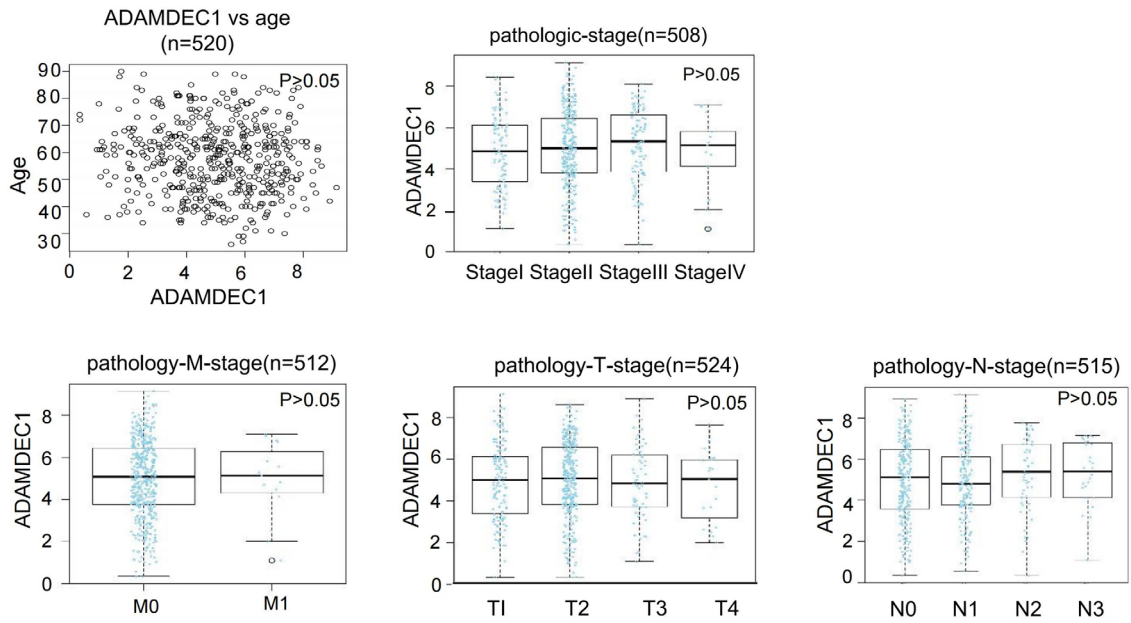 ADAMDEC1 vs age
(n=520)
P>0.05
Age
90
80
70
60
50
40
30
0 2 4 6 8
ADAMDEC1
pathologic-stage(n=508)
P>0.05
ADAMDEC1
8
6
4
2
0
StageI StageII StageIII StageIV
pathology-M-stage(n=512)
P>0.05
ADAMDEC1
8
6
4
2
0
M0 M1
pathology-T-stage(n=524)
P>0.05
ADAMDEC1
8
6
4
2
0
TI T2 T3 T4
pathology-N-stage(n=515)
P>0.05
ADAMDEC1
8
6
4
2
0
N0 N1 N2 N3